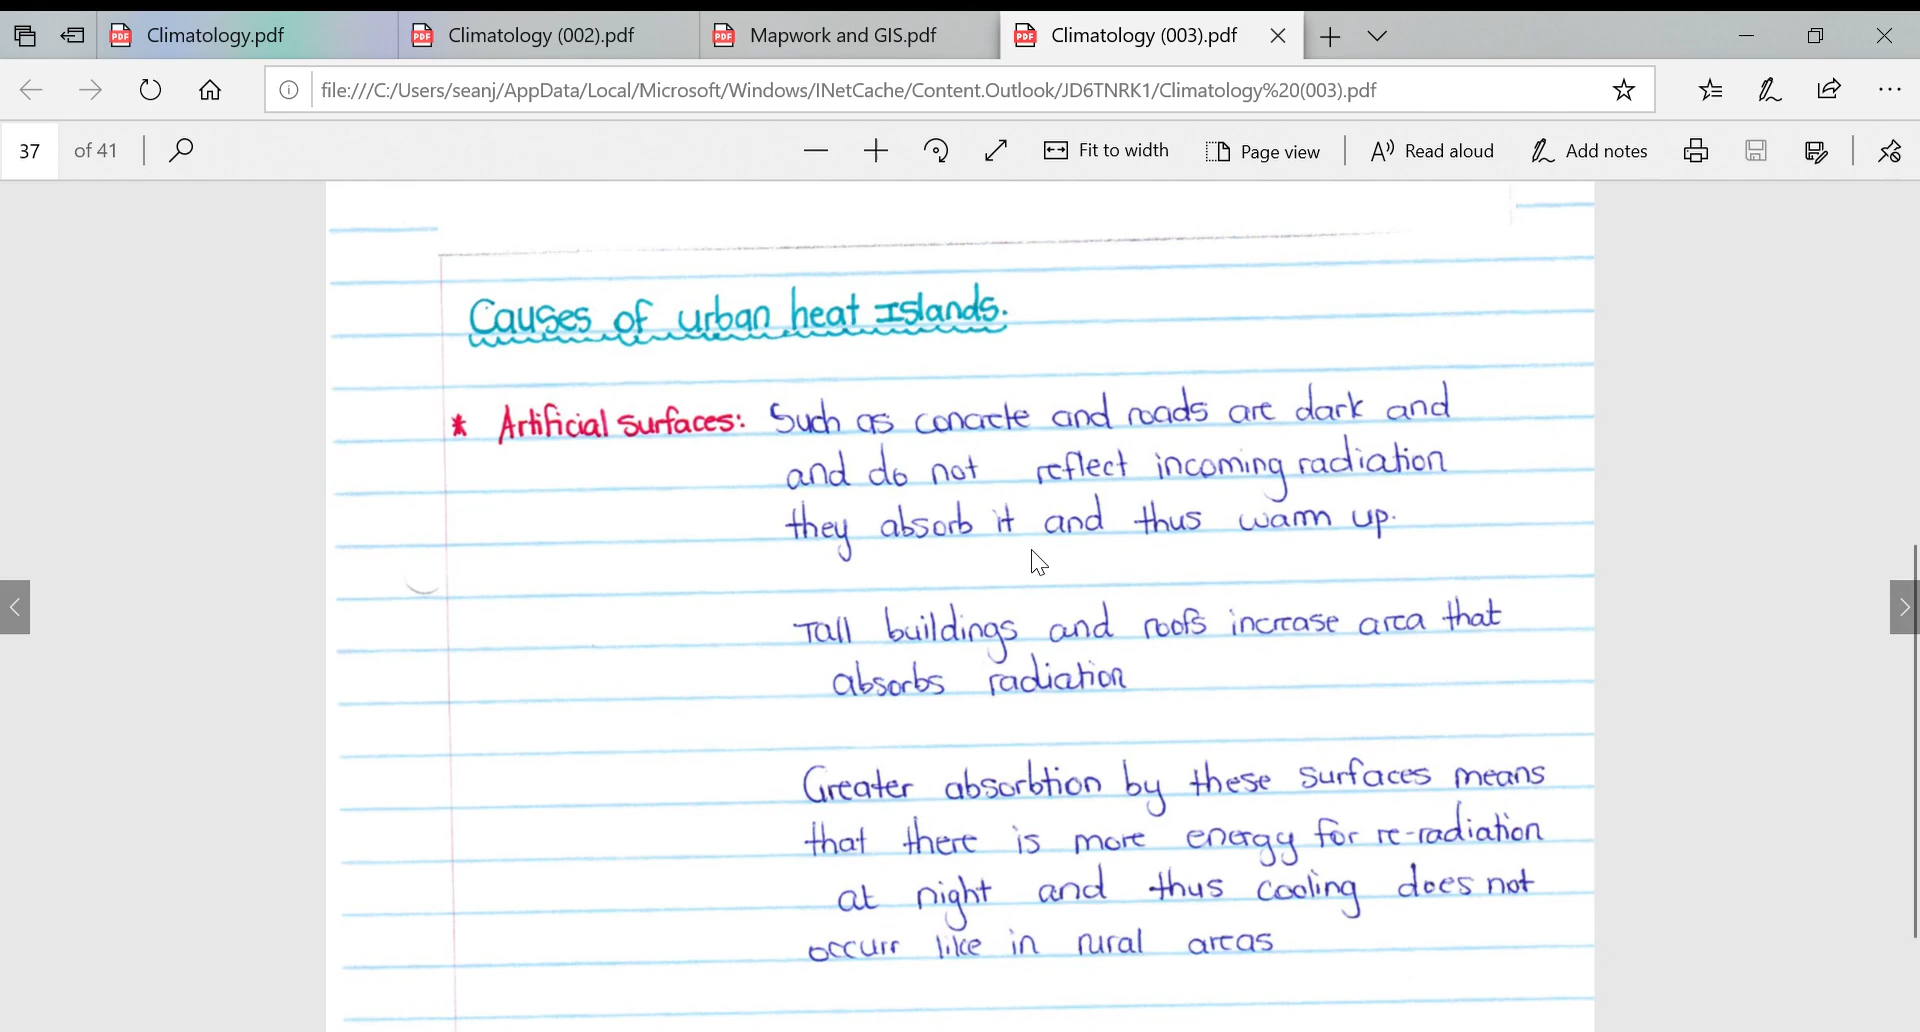 Climatology.pdf
Climatology (002).pdf
Mapwork and GIS.pdf
Climatology (003).pdf
file:///C:/Users/seanj/AppData/Local/Microsoft/Windows/INetCache/Content.Outlook/JD6TNRK1/Climatology%20(003).pdf
37 of 41
Fit to width
Page view
Read aloud
Add notes
Causes of urban heat Islands.
* Artificial surfaces: Such as concrete and roads are dark and
and do not reflect incoming radiation
they absorb it and thus warm up.
Tall buildings and roofs increase area that
absorbs radiation
Greater absorbtion by these surfaces means
that there is more energy for re-radiation
at night and thus cooling does not
occurr like in rural areas